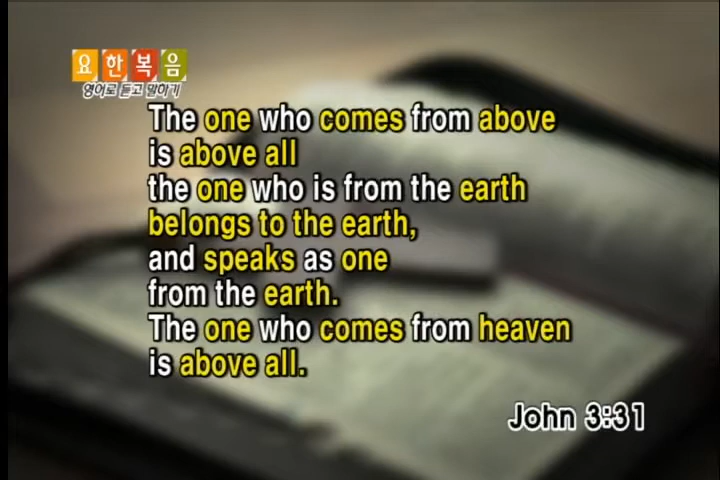 요한복음
영어로 듣고 말하기
The one who comes from above
is above all
the one who is from the earth
belongs to the earth,
and speaks as one
from the earth.
The one who comes from heaven
is above all.
John 3:31